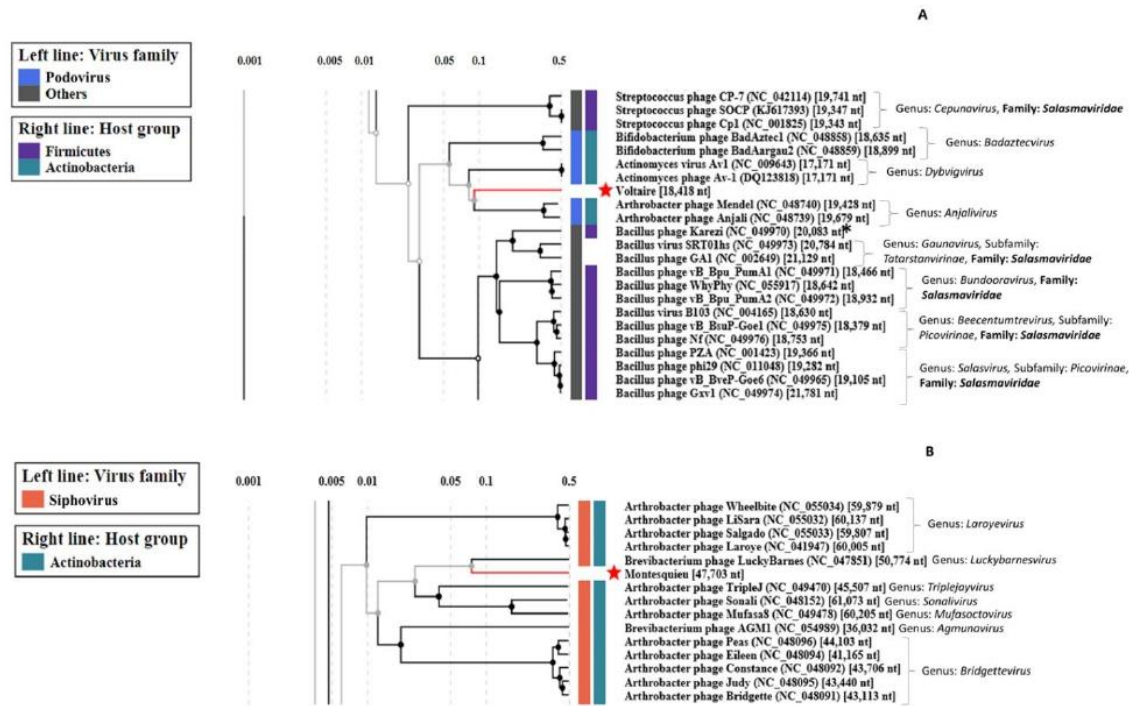 A
Left line: Virus family
Podovirus
Others
Right line: Host group
Firmicutes
Actinobacteria
0.001 0.005 0.01 0.05 0.1 0.5
Streptococcus phage CP-7 (NC_042114) [19,741 nt]
Streptococcus phage SOCP (KJ617393) [19,347 nt]
Streptococcus phage Cp1 (NC_001825) [19,343 nt]
Genus: Cepunavirus, Family: Salasmaviridae
Bifidobacterium phage BadAztec1 (NC_048858) [18,635 nt]
Bifidobacterium phage BadAargau2 (NC_048859) [18,899 nt]
Genus: Badaztecvirus
Actinomyces virus Av1 (NC_009643) [17,171 nt]
Actinomyces phage Av-1 (DQ123818) [17,171 nt]
Genus: Dybvigvirus
Voltaire [18,418 nt]
Arthrobacter phage Mendel (NC_048740) [19,428 nt]
Arthrobacter phage Anjali (NC_048739) [19,679 nt]
Genus: Anjalivirus
Bacillus phage Karezi (NC_049970) [20,083 nt]*
Bacillus virus SRT01hs (NC_049973) [20,784 nt]
Bacillus phage GA1 (NC_002649) [21,129 nt]
Genus: Gaunavirus, Subfamily:
Tatarstanvirinae, Family: Salasmaviridae
Bacillus phage vB_Bpu_PumA1 (NC_049971) [18,466 nt]
Bacillus phage WhyPhy (NC_055917) [18,642 nt]
Bacillus phage vB_Bpu_PumA2 (NC_049972) [18,932 nt]
Genus: Bundooravirus, Family:
Salasmaviridae
Bacillus virus B103 (NC_004165) [18,630 nt]
Bacillus phage vB_BsuP-Goe1 (NC_049975) [18,379 nt]
Bacillus phage Nf (NC_049976) [18,753 nt]
Genus: Beecentumtrevirus, Subfamily:
Picovirinae, Family: Salasmaviridae
Bacillus phage PZA (NC_001423) [19,366 nt]
Bacillus phage phi29 (NC_011048) [19,282 nt]
Bacillus phage vB_BveP-Goe6 (NC_049965) [19,105 nt]
Bacillus phage Gxv1 (NC_049974) [21,781 nt]
Genus: Salasvirus, Subfamily: Picovirinae,
Family: Salasmaviridae
B
Left line: Virus family
Siphovirus
Right line: Host group
Actinobacteria
0.001 0.005 0.01 0.05 0.1 0.5
Arthrobacter phage Wheelbite (NC_055034) [59,879 nt]
Arthrobacter phage LiSara (NC_055032) [60,137 nt]
Arthrobacter phage Salgado (NC_055033) [59,807 nt]
Arthrobacter phage Laroye (NC_041947) [60,005 nt]
Genus: Laroyevirus
Brevibacterium phage LuckyBarnes (NC_047851) [50,774 nt] Genus: Luckybarnesvirus
Montesquieu [47,703 nt]
Arthrobacter phage TripleJ (NC_049470) [45,507 nt] Genus: Triplejayvirus
Arthrobacter phage Sonali (NC_048152) [61,073 nt] Genus: Sonalivirus
Arthrobacter phage Mufasa8 (NC_049478) [60,205 nt] Genus: Mufasoctovirus
Brevibacterium phage AGM1 (NC_054989) [36,032 nt] Genus: Agmunavirus
Arthrobacter phage Peas (NC_048096) [44,103 nt]
Arthrobacter phage Eileen (NC_048094) [41,165 nt]
Arthrobacter phage Constance (NC_048092) [43,706 nt]
Arthrobacter phage Judy (NC_048095) [43,440 nt]
Arthrobacter phage Bridgette (NC_048091) [43,113 nt]
Genus: Bridgettevirus